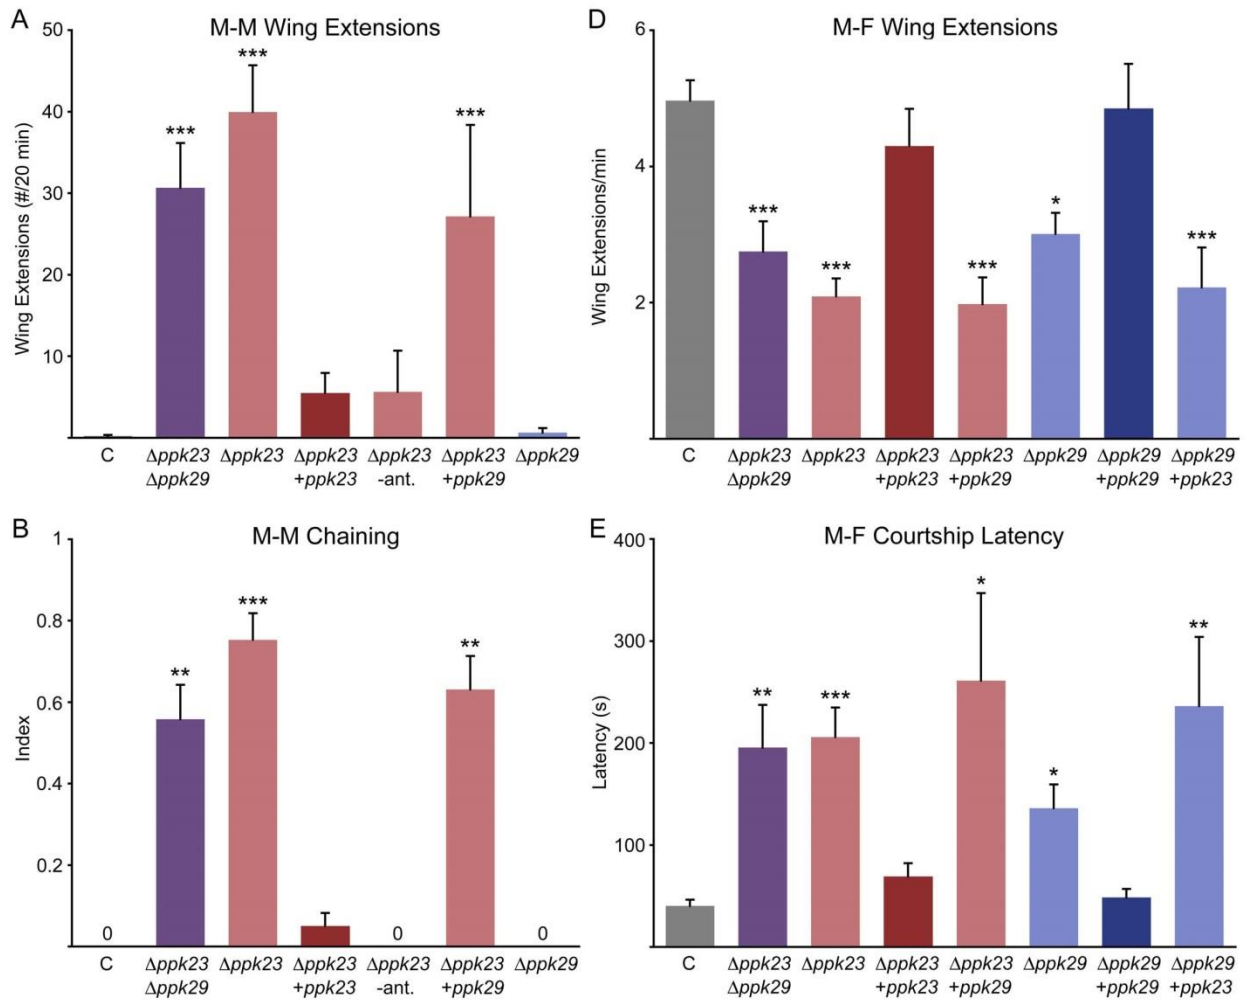 A
M-M Wing Extensions
Wing Extensions (#/20 min)
50
40
30
20
10
***
***
***
C
Δppk23
Δppk29
Δppk23
Δppk23
+ppk23
Δppk23
-ant.
Δppk23
+ppk29
Δppk29
D
M-F Wing Extensions
Wing Extensions/min
6
4
2
***
***
***
*
***
C
Δppk23
Δppk29
Δppk23
Δppk23
+ppk23
Δppk23
+ppk29
Δppk29
Δppk29
+ppk29
Δppk29
+ppk23
B
M-M Chaining
Index
1
0.8
0.6
0.4
0.2
**
***
**
0
0
0
C
Δppk23
Δppk29
Δppk23
Δppk23
+ppk23
Δppk23
-ant.
Δppk23
+ppk29
Δppk29
E
M-F Courtship Latency
Latency (s)
400
300
200
100
**
***
*
*
**
C
Δppk23
Δppk29
Δppk23
Δppk23
+ppk23
Δppk23
+ppk29
Δppk29
Δppk29
+ppk29
Δppk29
+ppk23